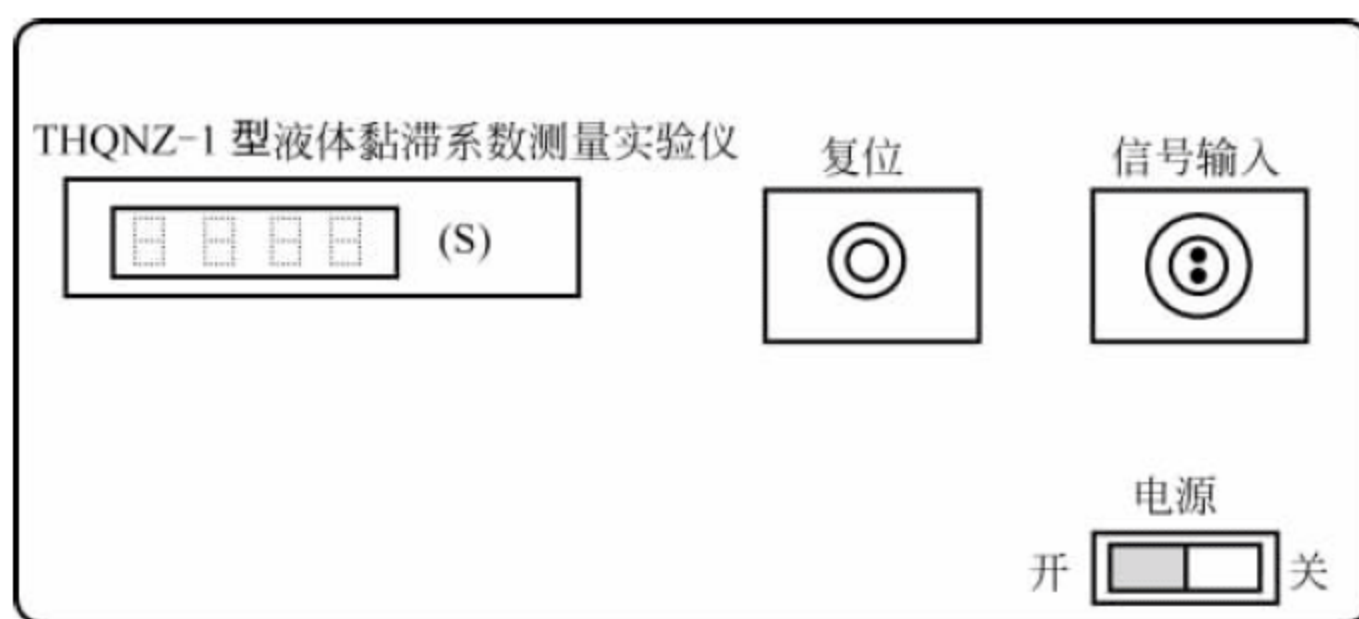 THQNZ-1 型液体黏滞系数测量实验仪
复位
信号输入
(S)
电源
开
关